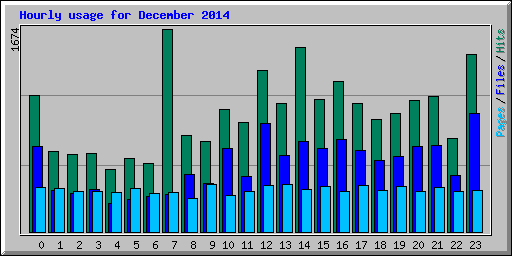 Hourly usage for December 2014
1674
Pages / Files / Hits
0 1 2 3 4 5 6 7 8 9 10 11 12 13 14 15 16 17 18 19 20 21 22 23